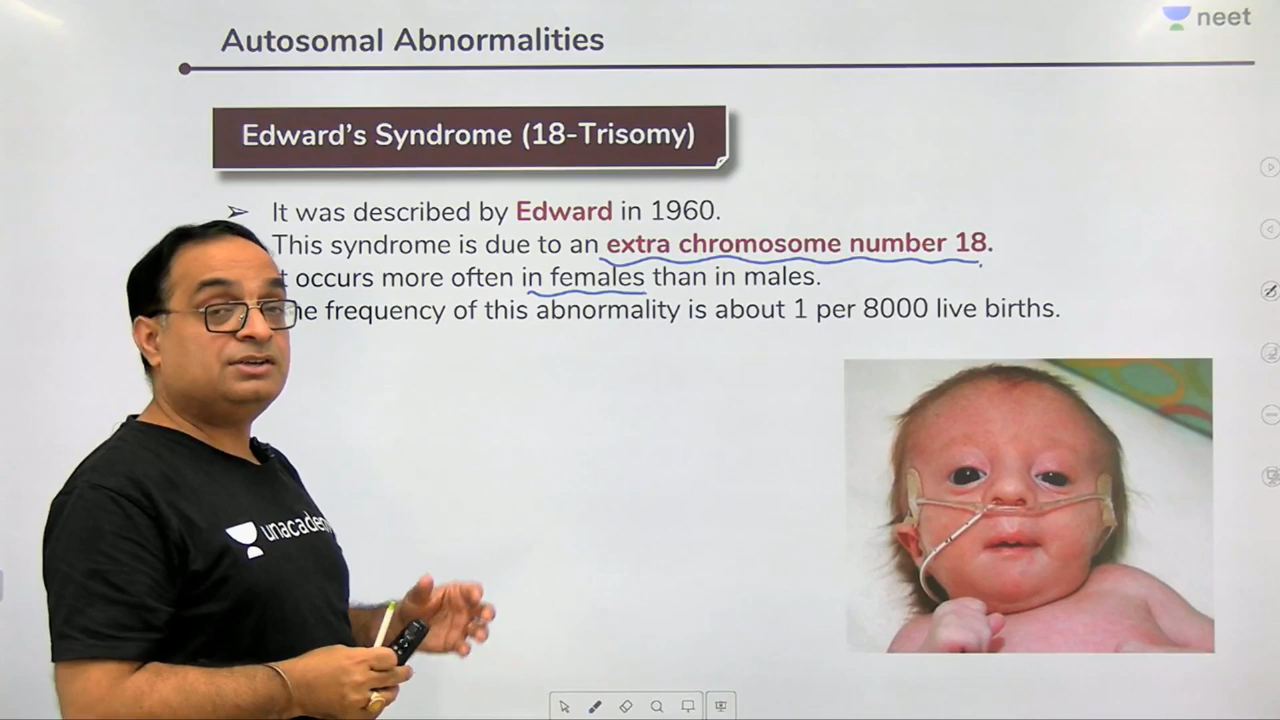 neet
Autosomal Abnormalities
Edward's Syndrome (18-Trisomy)
➢ It was described by Edward in 1960.
This syndrome is due to an extra chromosome number 18.
t occurs more often in females than in males.
he frequency of this abnormality is about 1 per 8000 live births.
unacademy